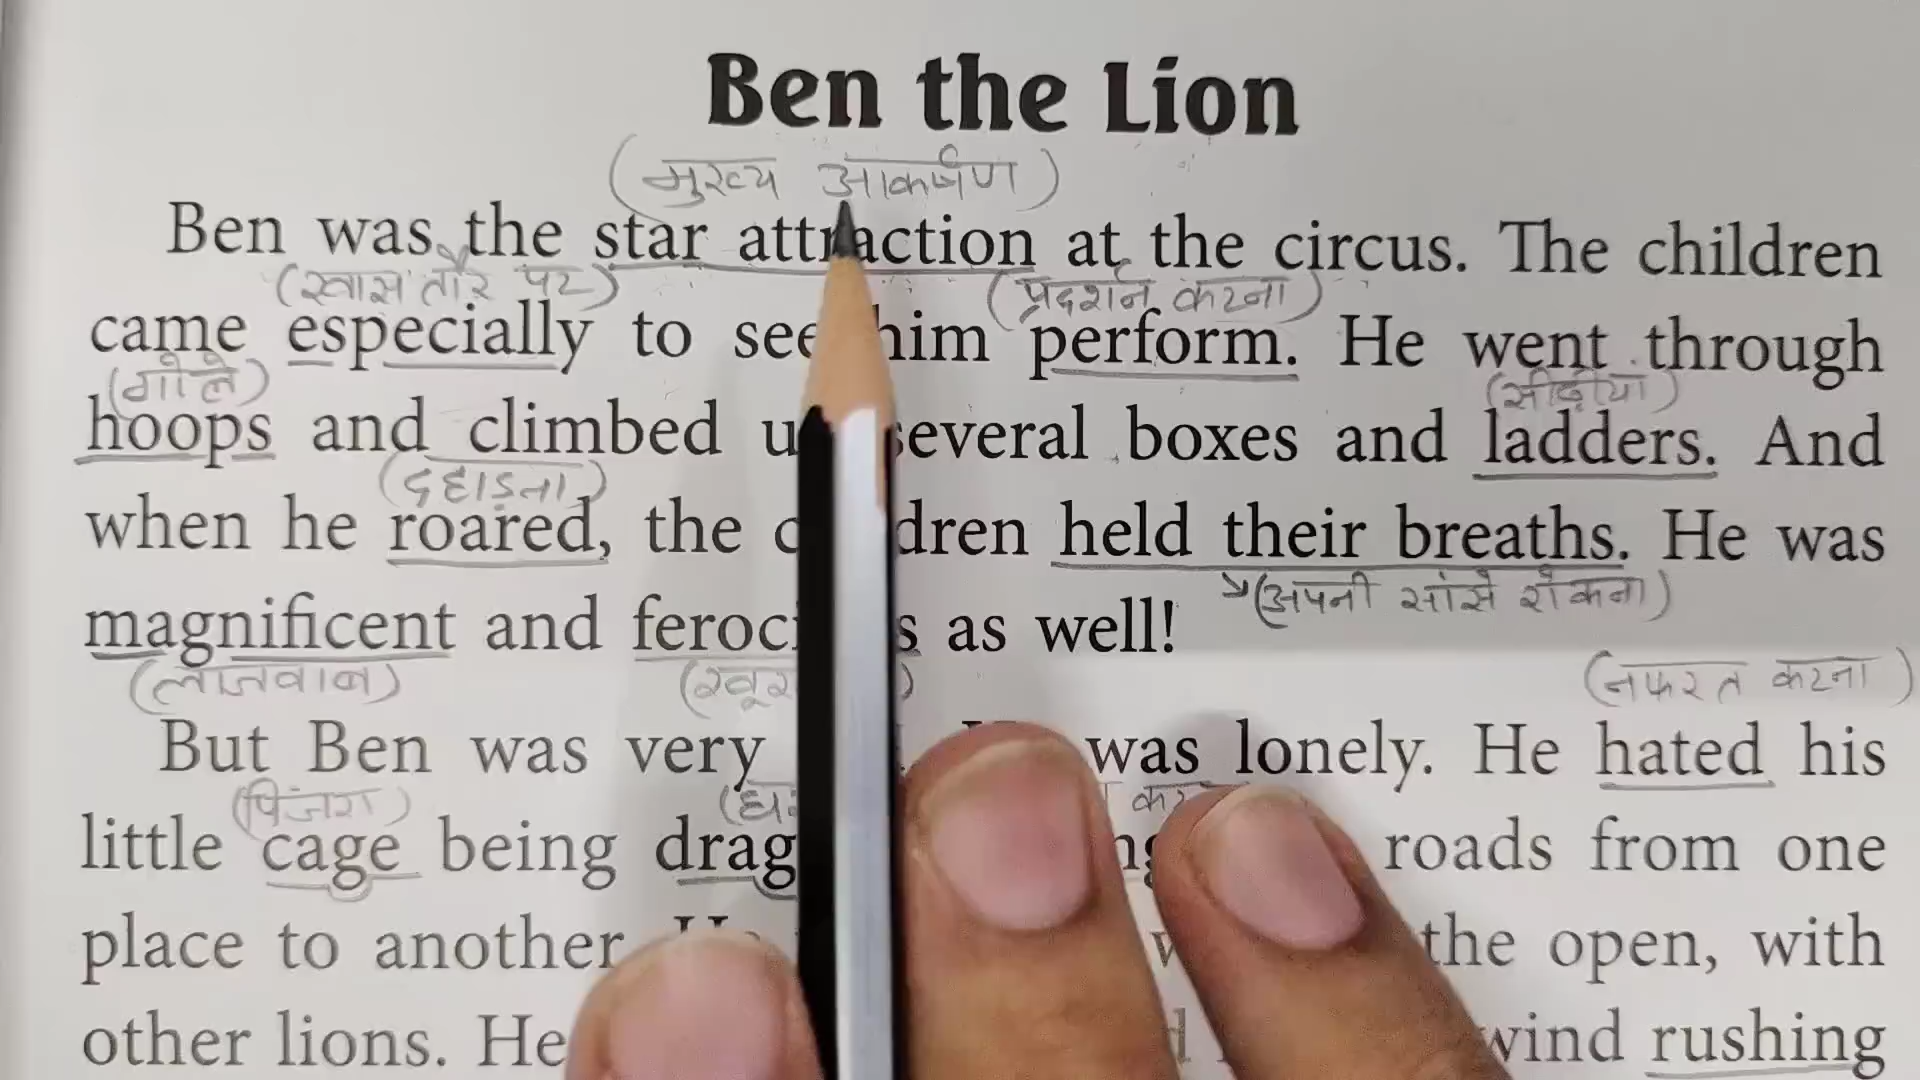 Ben the Lion
(मुख्य आकर्षण)
Ben was the star attraction at the circus. The children
(खास तौर पर) (प्रदर्शन करना)
came especially to see him perform. He went through
(गोले) (सीढ़ीया)
hoops and climbed several boxes and ladders. And
(दहाडना)
when he roared, the held their breaths. He was
(अपनी सांसे रोकना)
magnificent and as well!
(लाजवाब) (नफरत करना)
But Ben was very was lonely. He hated his
(पिंजरा)
little cage being roads from one
place to another the open, with
other lions. He wind rushing